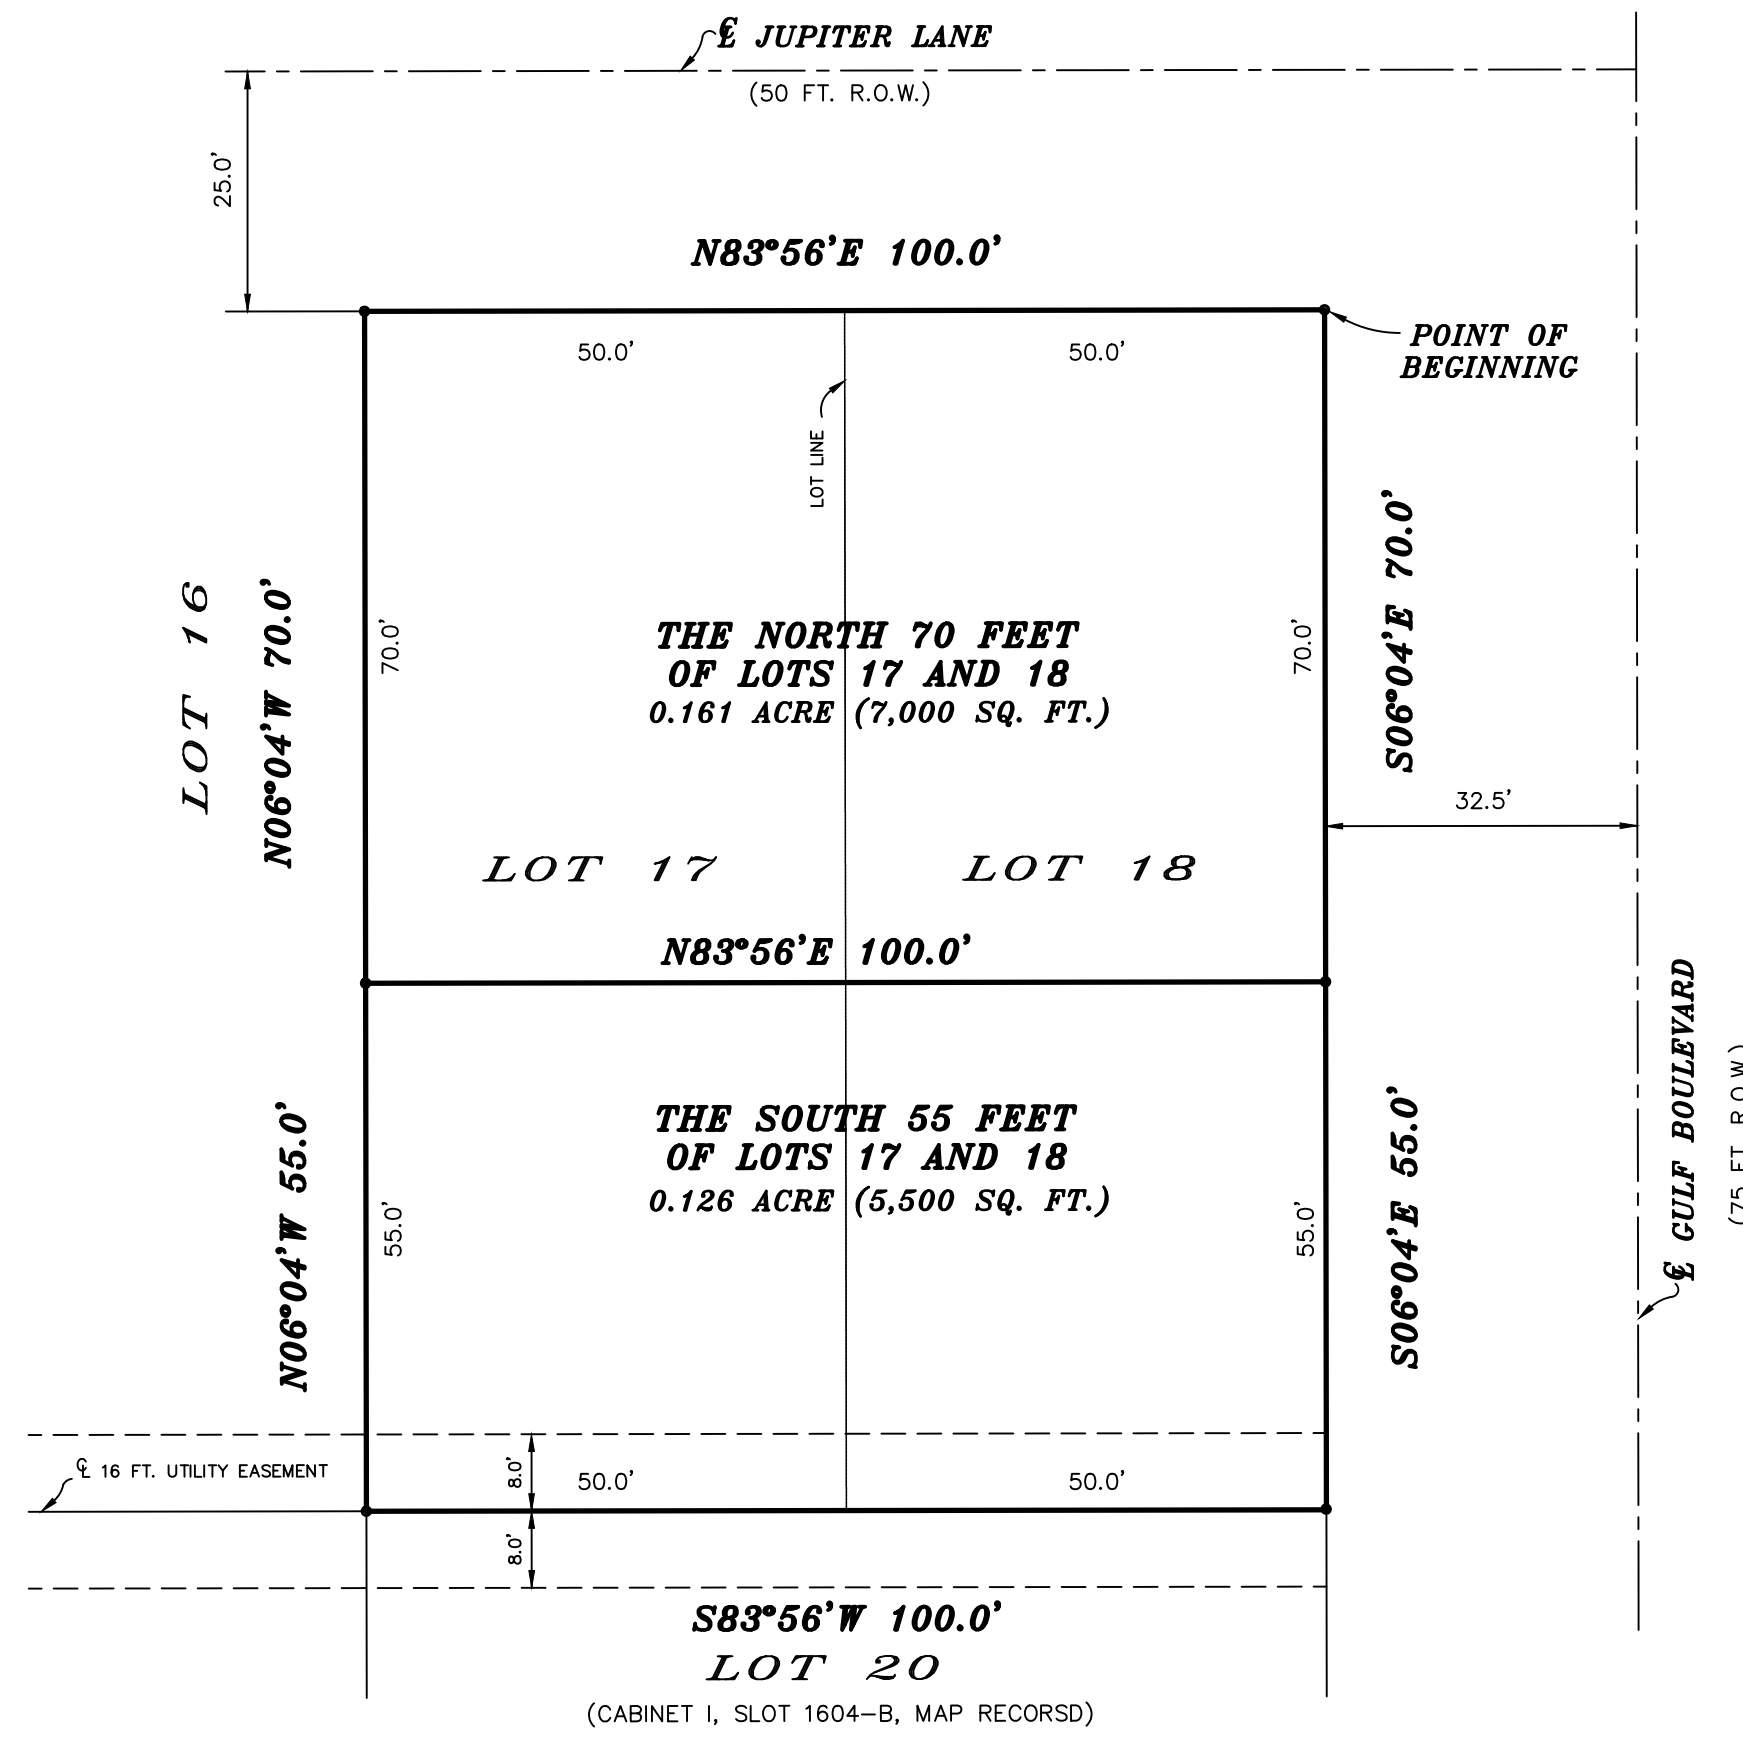 ℄ JUPITER LANE
(50 FT. R.O.W.)
25.0'
N83°56'E 100.0'
POINT OF
BEGINNING
50.0'
50.0'
LOT LINE
LOT 16
N06°04'W 70.0'
70.0'
THE NORTH 70 FEET
OF LOTS 17 AND 18
0.161 ACRE (7,000 SQ. FT.)
70.0'
S06°04'E 70.0'
32.5'
LOT 17
LOT 18
N83°56'E 100.0'
℄ GULF BOULEVARD
(75 FT. R.O.W.)
N06°04'W 55.0'
55.0'
THE SOUTH 55 FEET
OF LOTS 17 AND 18
0.126 ACRE (5,500 SQ. FT.)
55.0'
S06°04'E 55.0'
℄ 16 FT. UTILITY EASEMENT
8.0'
50.0'
50.0'
8.0'
S83°56'W 100.0'
LOT 20
(CABINET I, SLOT 1604-B, MAP RECORSD)